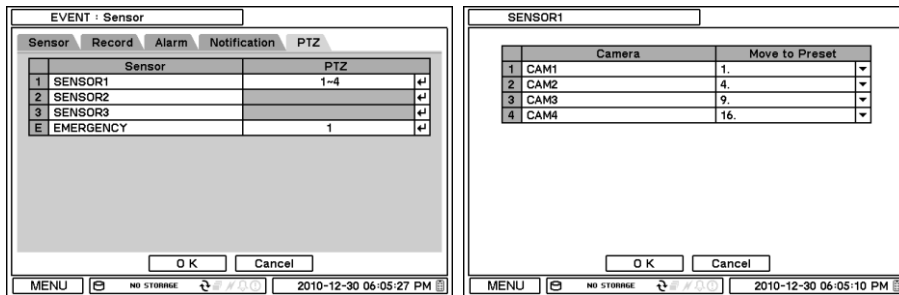 EVENT : Sensor
Sensor Record Alarm Notification PTZ
Sensor PTZ
1 SENSOR1 1~4
2 SENSOR2
3 SENSOR3
E EMERGENCY 1
O K Cancel
MENU NO STORAGE 2010-12-30 06:05:27 PM
SENSOR1
Camera Move to Preset
1 CAM1 1.
2 CAM2 4.
3 CAM3 9.
4 CAM4 16.
O K Cancel
MENU NO STORAGE 2010-12-30 06:05:10 PM